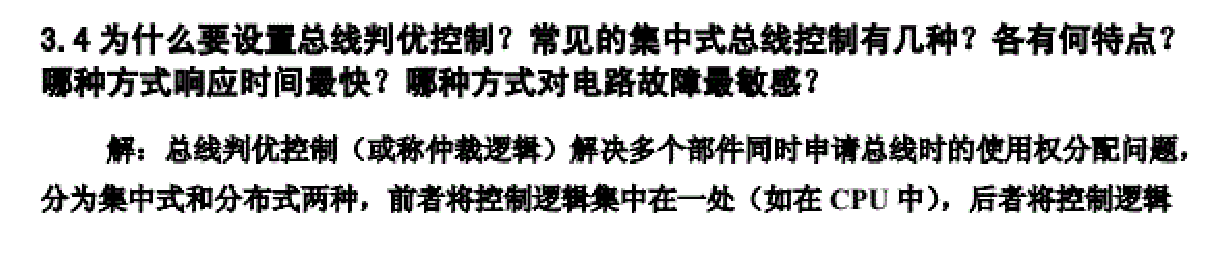 3.4 为什么要设置总线判优控制？常见的集中式总线控制有几种？各有何特点？
哪种方式响应时间最快？哪种方式对电路故障最敏感？
解：总线判优控制（或称仲裁逻辑）解决多个部件同时申请总线时的使用权分配问题，
分为集中式和分布式两种，前者将控制逻辑集中在一处（如在 CPU 中），后者将控制逻辑